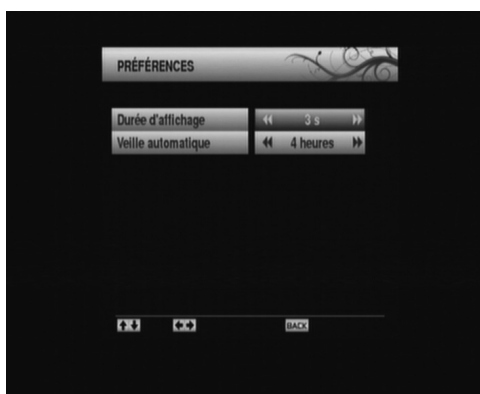 PRÉFÉRENCES
Durée d'affichage 3 s
Veille automatique 4 heures
BACK